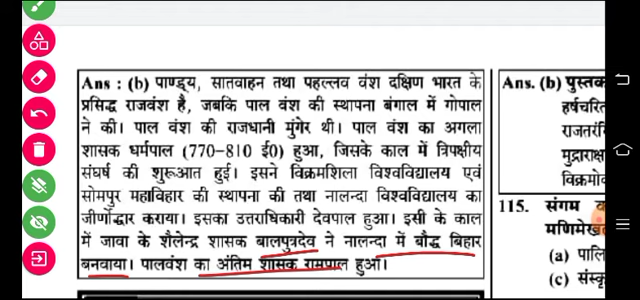 Ans : (b) पाण्ड्य, सातवाहन तथा पहल्लव वंश दक्षिण भारत के
प्रसिद्ध राजवंश है, जबकि पाल वंश की स्थापना बंगाल में गोपाल
ने की। पाल वंश की राजधानी मुंगेर थी। पाल वंश का अगला
शासक धर्मपाल (770-810 ई0) हुआ, जिसके काल में त्रिपक्षीय
संघर्ष की शुरूआत हुई। इसने विक्रमशिला विश्वविद्यालय एवं
सोमपुर महाविहार की स्थापना की तथा नालन्दा विश्वविद्यालय का
जीर्णोद्धार कराया। इसका उत्तराधिकारी देवपाल हुआ। इसी के काल
में जावा के शैलेन्द्र शासक बालपुत्रदेव ने नालन्दा में बौद्ध बिहार
बनवाया। पालवंश का अंतिम शासक रामपाल हुआ।
Ans. (b) पुस्तक
हर्षचरि
राजतरं
मुद्राराक्ष
विक्रमो
115. संगम
मणिमेख
(a) पालि
(c) संस्कृ